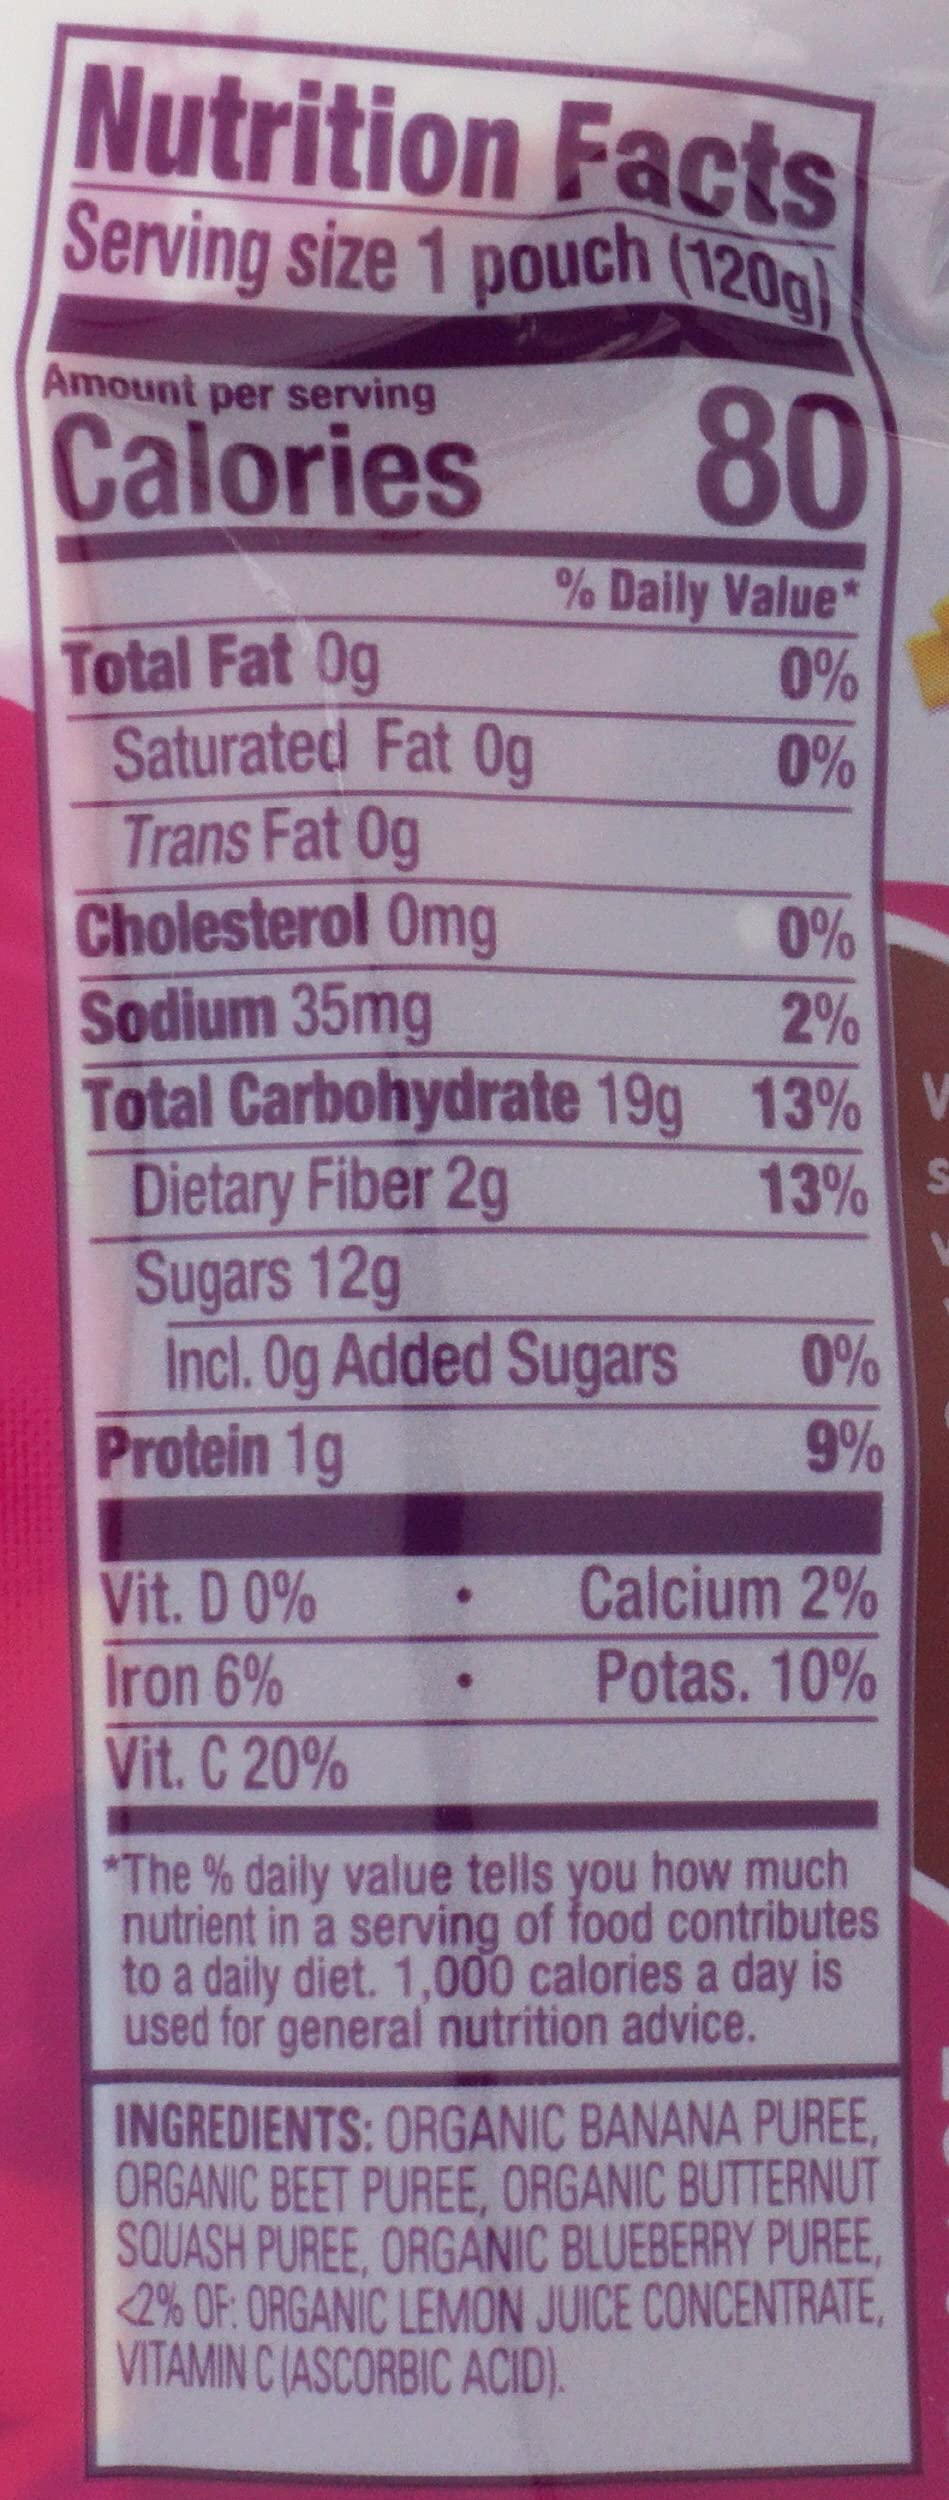 Nutrition Facts
Serving size 1 pouch (120g)
Amount per serving
Calories 80
% Daily Value*
Total Fat 0g 0%
Saturated Fat 0g 0%
Trans Fat 0g
Cholesterol 0mg 0%
Sodium 35mg 2%
Total Carbohydrate 19g 13%
Dietary Fiber 2g 13%
Sugars 12g
Incl. 0g Added Sugars 0%
Protein 1g 9%
Vit. D 0% • Calcium 2%
Iron 6% • Potas. 10%
Vit. C 20%
*The % daily value tells you how much
nutrient in a serving of food contributes
to a daily diet. 1,000 calories a day is
used for general nutrition advice.
INGREDIENTS: ORGANIC BANANA PUREE,
ORGANIC BEET PUREE, ORGANIC BUTTERNUT
SQUASH PUREE, ORGANIC BLUEBERRY PUREE,
<2% OF: ORGANIC LEMON JUICE CONCENTRATE,
VITAMIN C (ASCORBIC ACID).